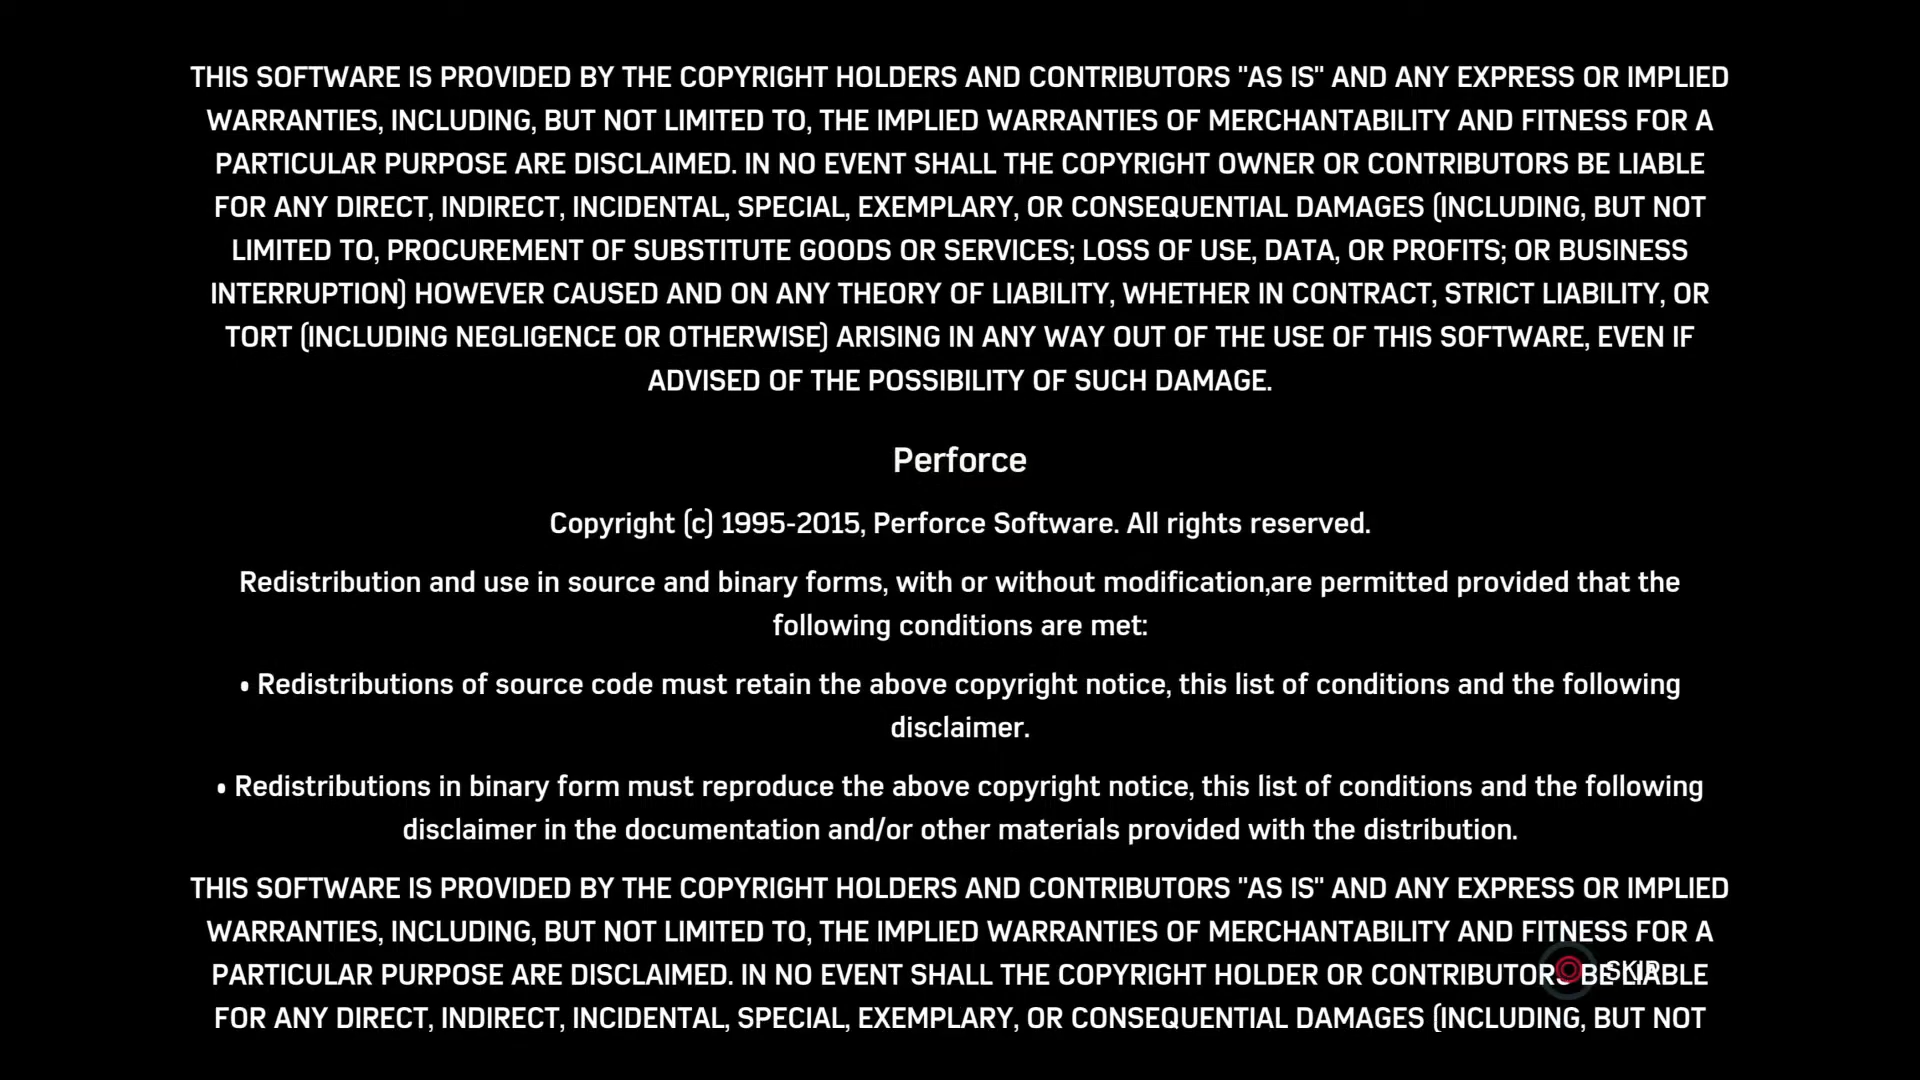 THIS SOFTWARE IS PROVIDED BY THE COPYRIGHT HOLDERS AND CONTRIBUTORS "AS IS" AND ANY EXPRESS OR IMPLIED
WARRANTIES, INCLUDING, BUT NOT LIMITED TO, THE IMPLIED WARRANTIES OF MERCHANTABILITY AND FITNESS FOR A
PARTICULAR PURPOSE ARE DISCLAIMED. IN NO EVENT SHALL THE COPYRIGHT OWNER OR CONTRIBUTORS BE LIABLE
FOR ANY DIRECT, INDIRECT, INCIDENTAL, SPECIAL, EXEMPLARY, OR CONSEQUENTIAL DAMAGES (INCLUDING, BUT NOT
LIMITED TO, PROCUREMENT OF SUBSTITUTE GOODS OR SERVICES; LOSS OF USE, DATA, OR PROFITS; OR BUSINESS
INTERRUPTION) HOWEVER CAUSED AND ON ANY THEORY OF LIABILITY, WHETHER IN CONTRACT, STRICT LIABILITY, OR
TORT (INCLUDING NEGLIGENCE OR OTHERWISE) ARISING IN ANY WAY OUT OF THE USE OF THIS SOFTWARE, EVEN IF
ADVISED OF THE POSSIBILITY OF SUCH DAMAGE.
Perforce
Copyright (c) 1995-2015, Perforce Software. All rights reserved.
Redistribution and use in source and binary forms, with or without modification,are permitted provided that the
following conditions are met:
• Redistributions of source code must retain the above copyright notice, this list of conditions and the following
disclaimer.
• Redistributions in binary form must reproduce the above copyright notice, this list of conditions and the following
disclaimer in the documentation and/or other materials provided with the distribution.
THIS SOFTWARE IS PROVIDED BY THE COPYRIGHT HOLDERS AND CONTRIBUTORS "AS IS" AND ANY EXPRESS OR IMPLIED
WARRANTIES, INCLUDING, BUT NOT LIMITED TO, THE IMPLIED WARRANTIES OF MERCHANTABILITY AND FITNESS FOR A
PARTICULAR PURPOSE ARE DISCLAIMED. IN NO EVENT SHALL THE COPYRIGHT HOLDER OR CONTRIBUTORS BE LIABLE
SKIP
FOR ANY DIRECT, INDIRECT, INCIDENTAL, SPECIAL, EXEMPLARY, OR CONSEQUENTIAL DAMAGES (INCLUDING, BUT NOT